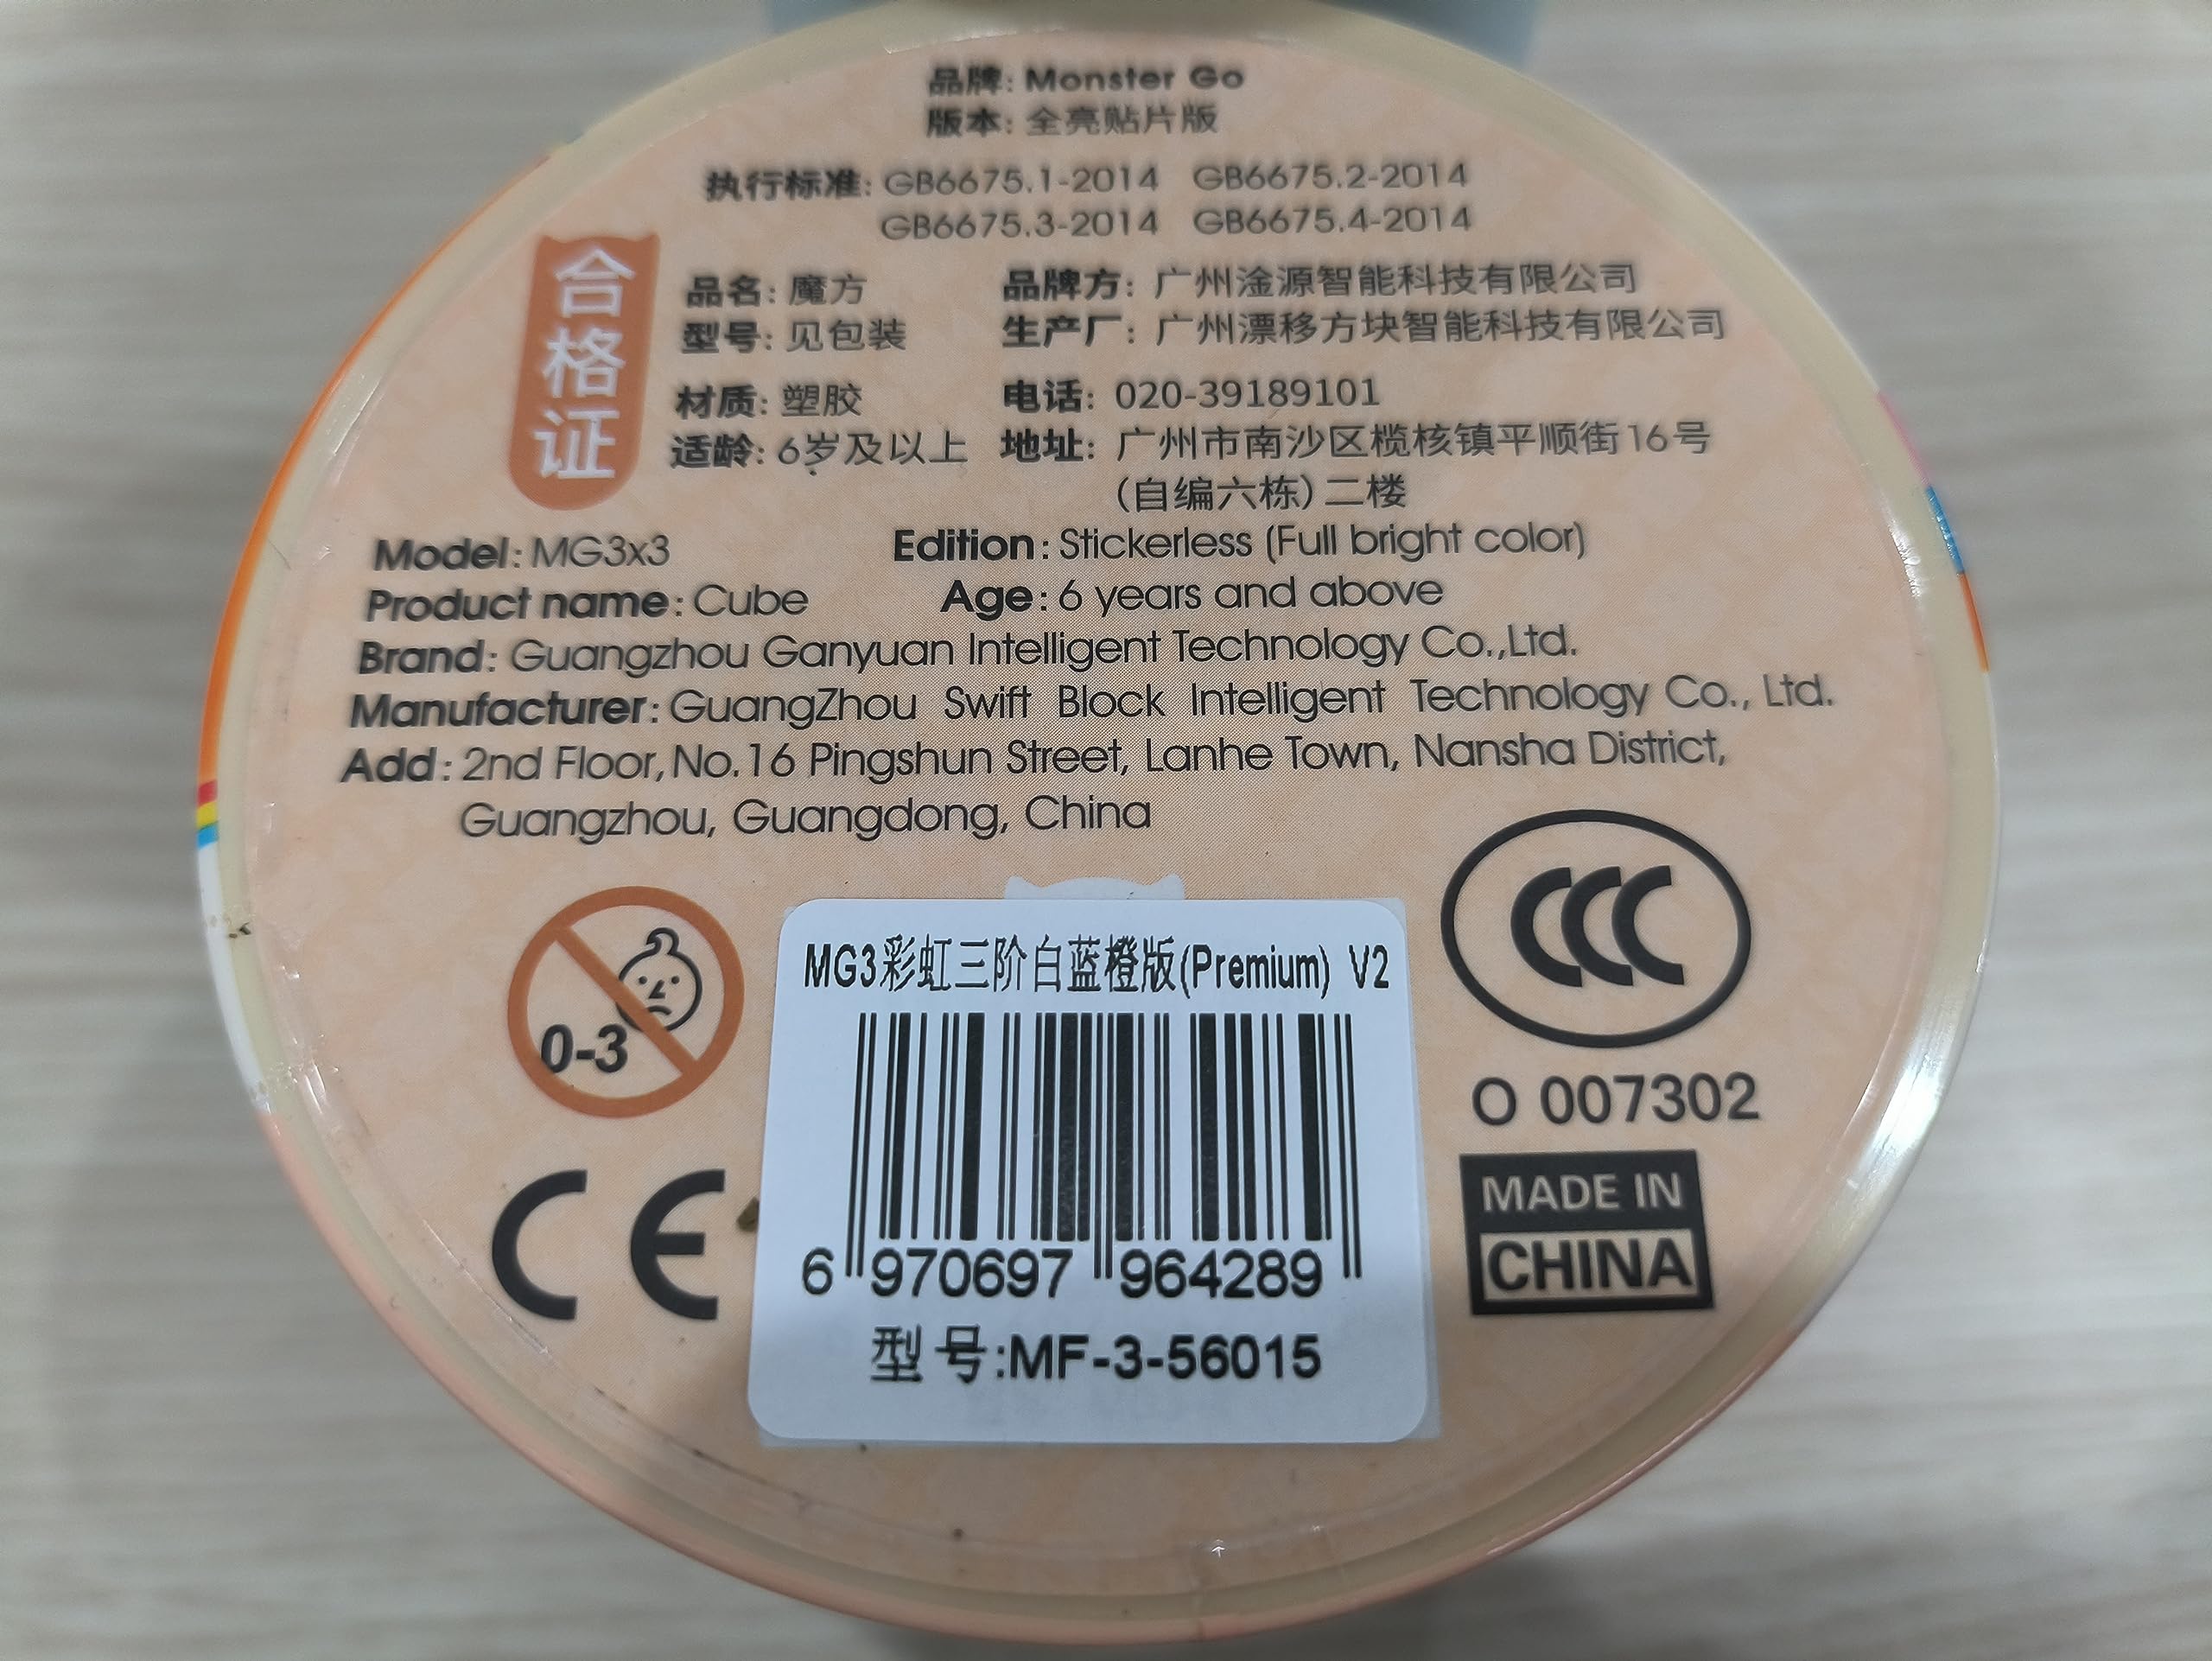 品牌: Monster Go
版本: 全亮贴片版
执行标准: GB6675.1-2014 GB6675.2-2014
GB6675.3-2014 GB6675.4-2014
合格证
品名: 魔方
型号: 见包装
材质: 塑胶
适龄: 6岁及以上
品牌方: 广州淦源智能科技有限公司
生产厂: 广州漂移方块智能科技有限公司
电话: 020-39189101
地址: 广州市南沙区榄核镇平顺街16号
(自编六栋)二楼
Model: MG3x3 Edition: Stickerless (Full bright color)
Product name: Cube Age: 6 years and above
Brand: Guangzhou Ganyuan Intelligent Technology Co.,Ltd.
Manufacturer: GuangZhou Swift Block Intelligent Technology Co., Ltd.
Add: 2nd Floor, No.16 Pingshun Street, Lanhe Town, Nansha District,
Guangzhou, Guangdong, China
0-3
CE
MG3彩虹三阶白蓝橙版(Premium) V2
6 970697 964289
型号:MF-3-56015
CCC
O 007302
MADE IN
CHINA